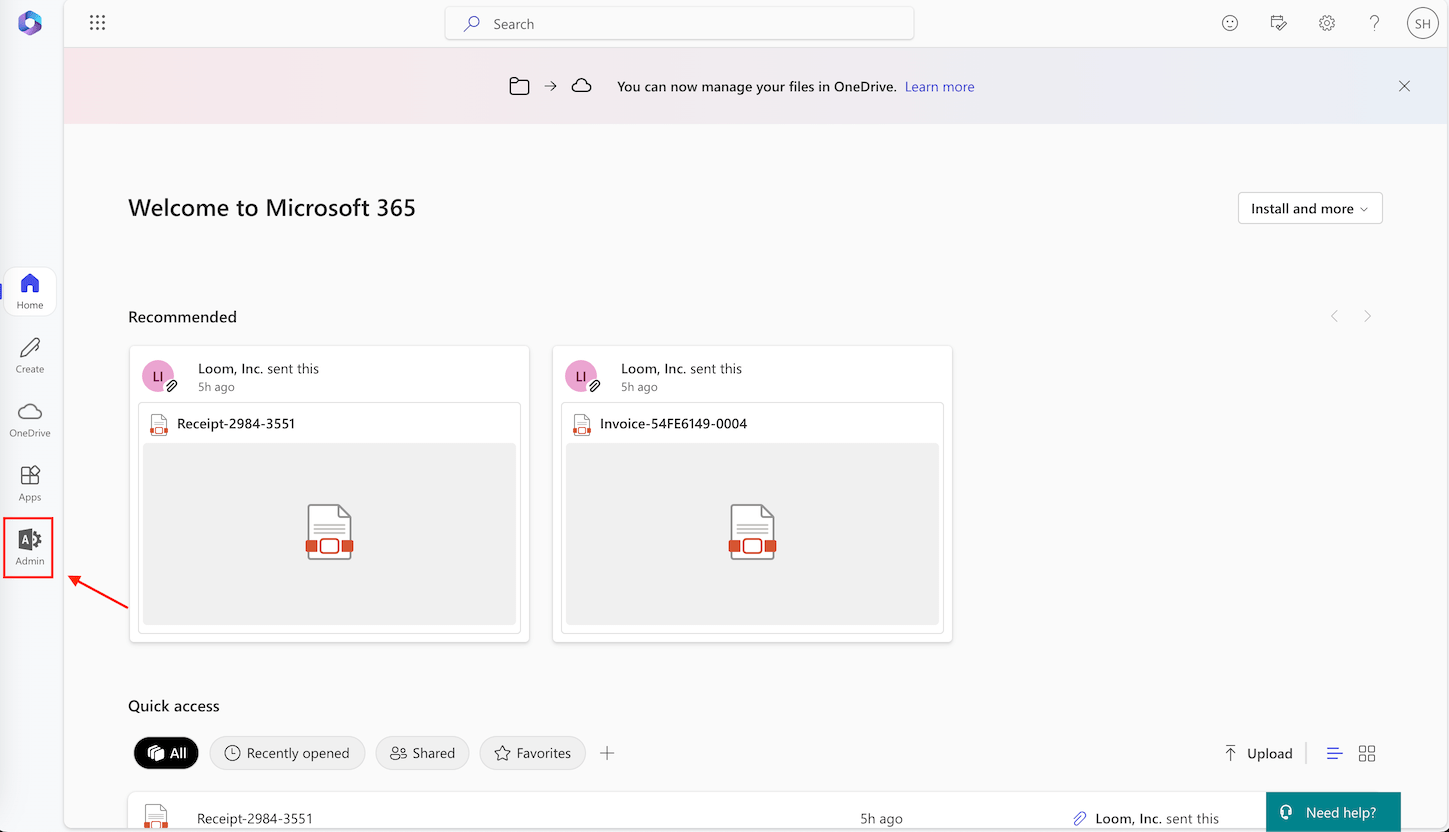 Search
SH
You can now manage your files in OneDrive. Learn more
Welcome to Microsoft 365
Install and more
Home
Create
OneDrive
Apps
A
Admin
Recommended
LI
Loom, Inc. sent this
5h ago
Receipt-2984-3551
LI
Loom, Inc. sent this
5h ago
Invoice-54FE6149-0004
Quick access
All
Recently opened
Shared
Favorites
Upload
Receipt-2984-3551
5h ago
Loom, Inc. sent this
Need help?